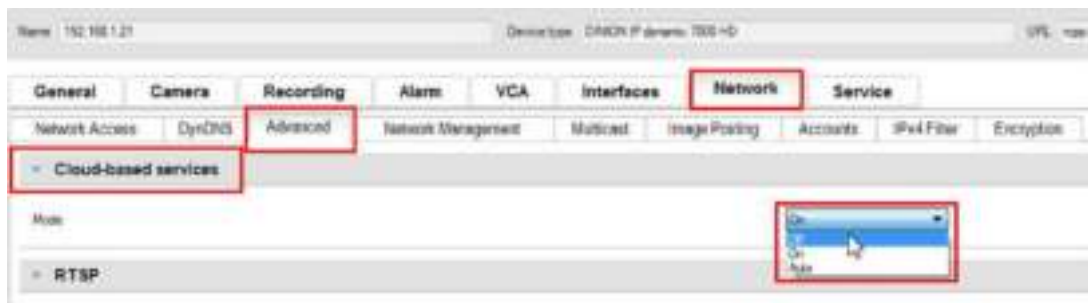 Name 192.168.1.21 Device type DINION IP dynamic 7000 HD URL
General Camera Recording Alarm VCA Interfaces Network Service
Network Access DynDNS Advanced Network Management Multicast Image Posting Accounts IPv4 Filter Encryption
Cloud-based services
Mode On
Off
On
Auto
RTSP